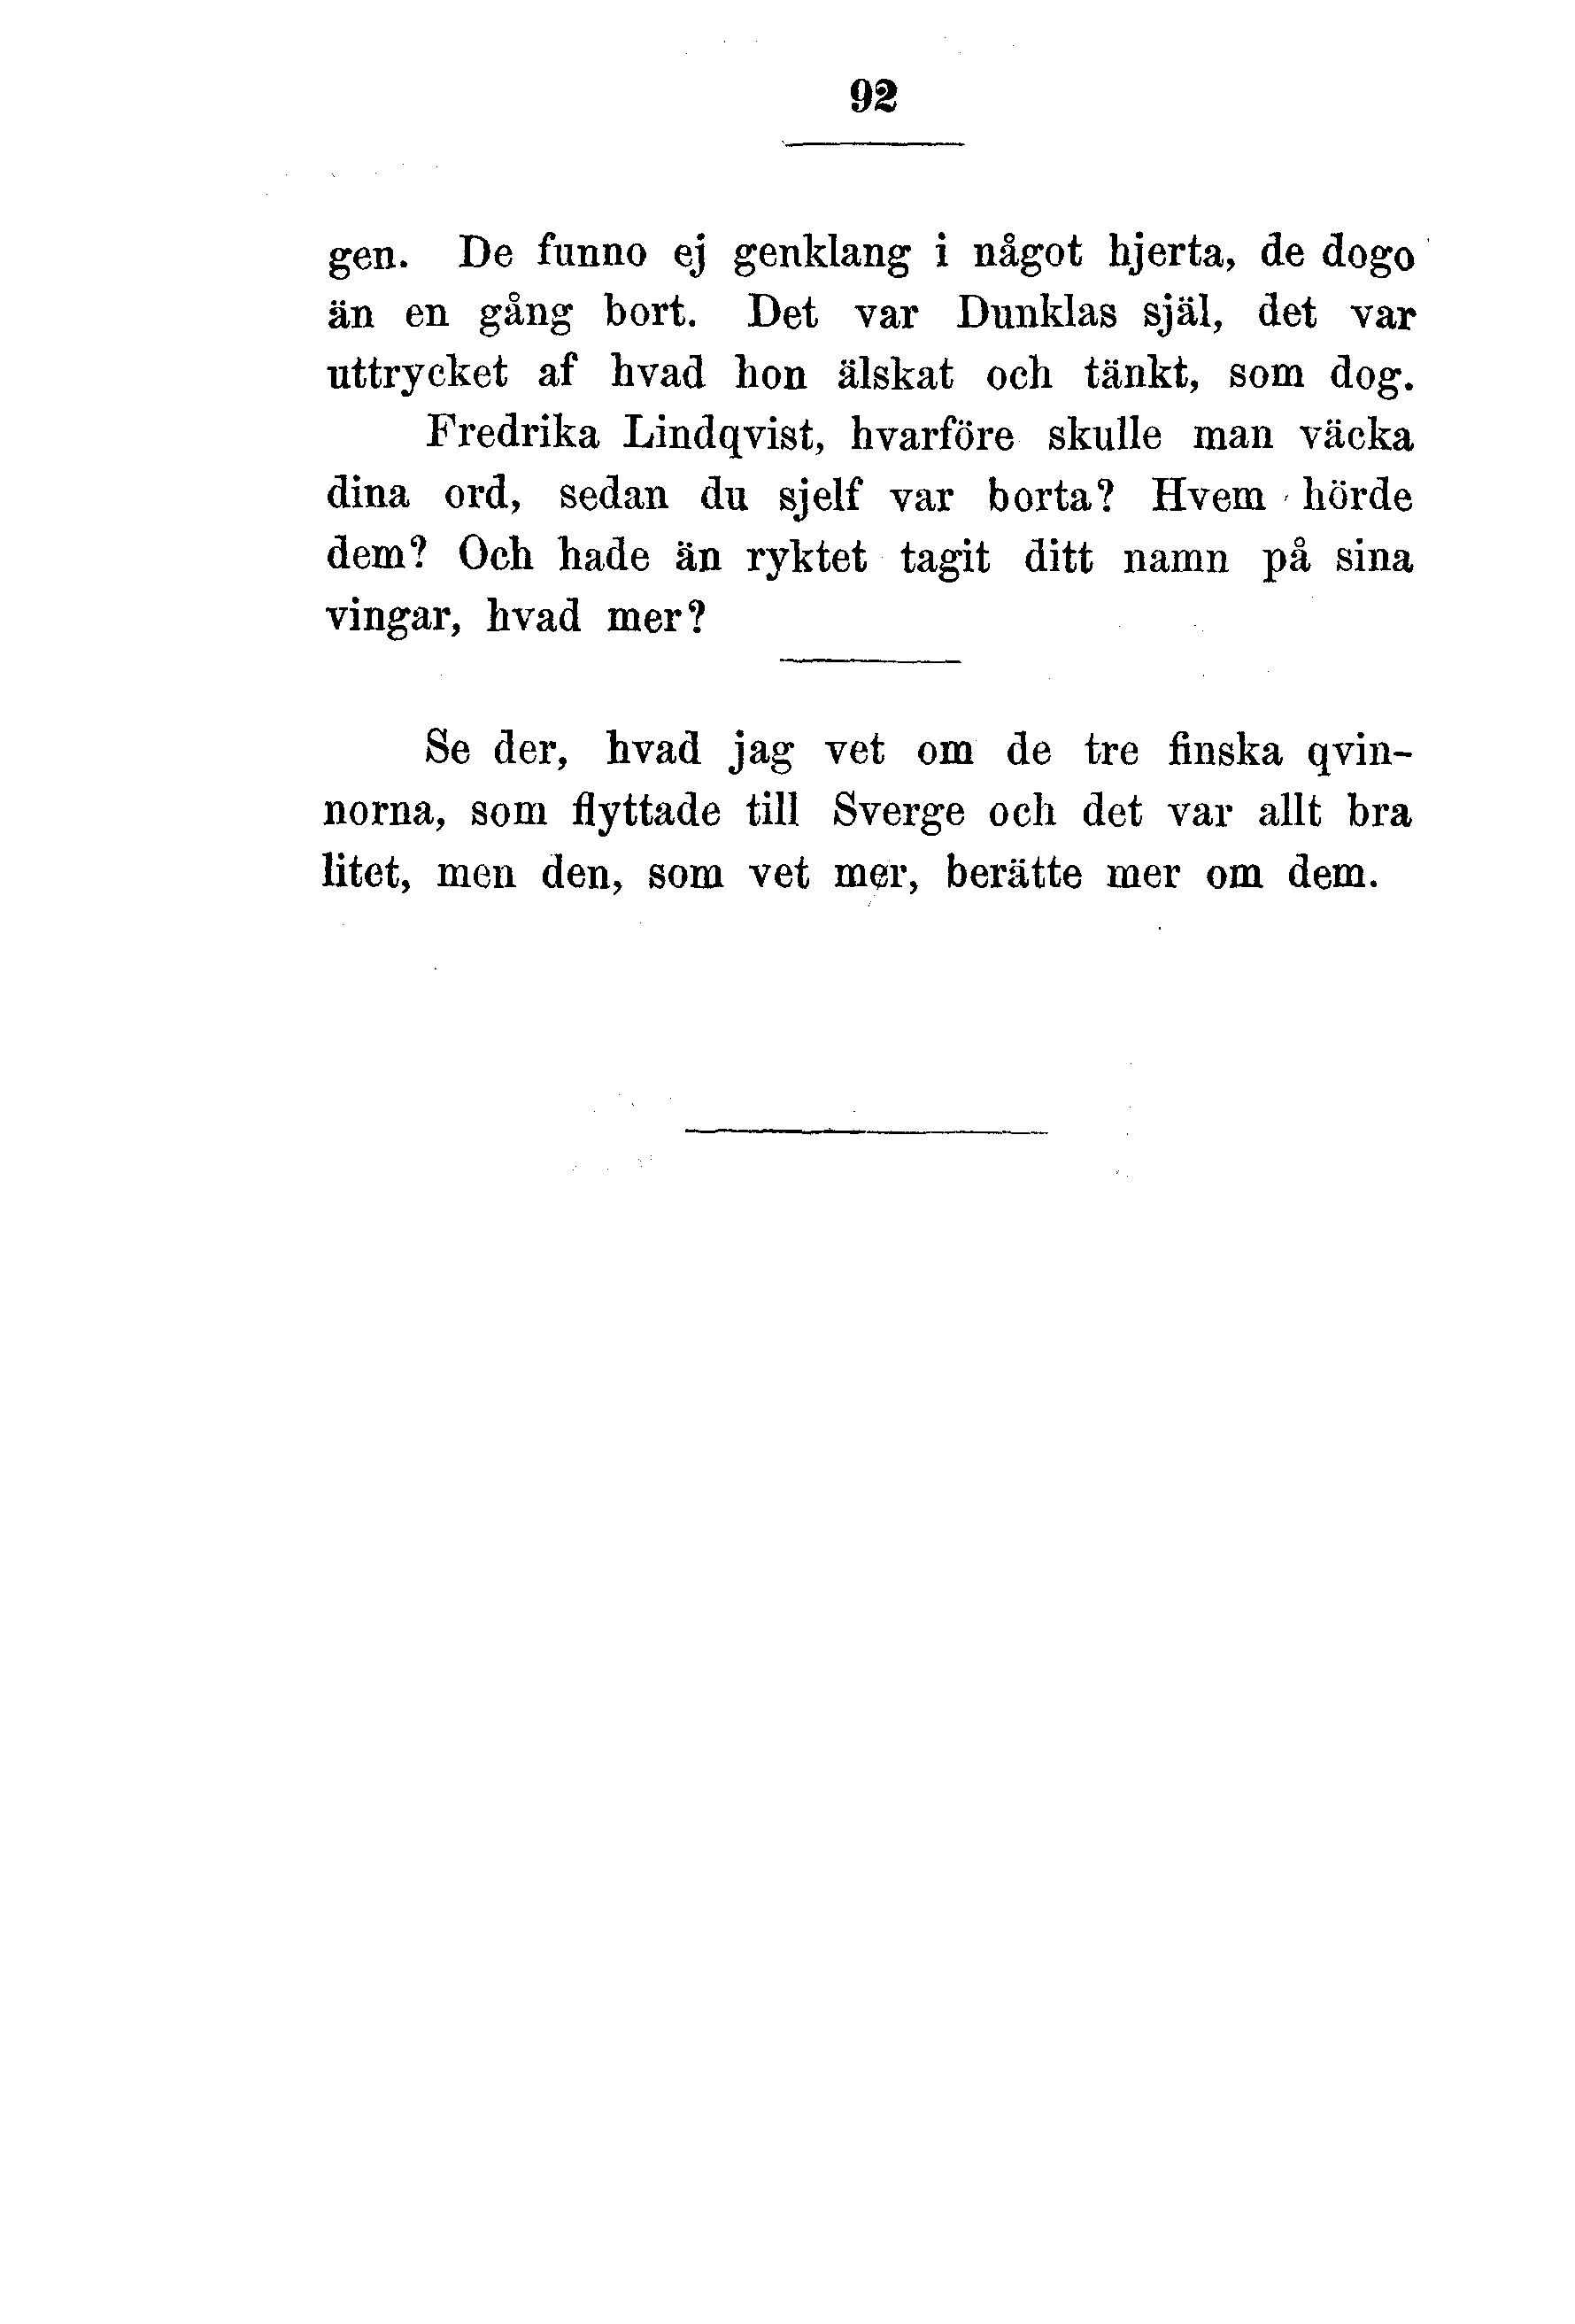 92
gen. De funno ej genklang i något hjerta, de dogo
än en gång bort. Det var Dunklas själ, det var
uttrycket af hvad hon älskat och tänkt, som dog.
Fredrika Lindqvist, hvarföre skulle man väcka
dina ord, sedan du sjelf var borta? Hvem hörde
dem? Och hade än ryktet tagit ditt namn på sina
vingar, hvad mer?
Se der, hvad jag vet om de tre finska qvin-
norna, som flyttade till Sverge och det var allt bra
litet, men den, som vet mer, berätte mer om dem.